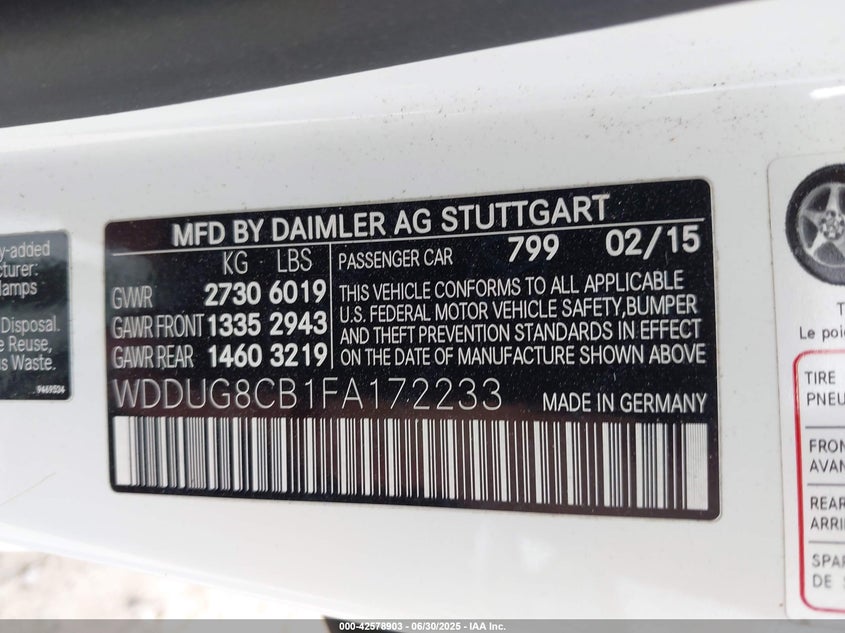 MFD BY DAIMLER AG STUTTGART
KG LBS
GVWR 2730 6019
GAWR FRONT 1335 2943
GAWR REAR 1460 3219
PASSENGER CAR 799 02/15
THIS VEHICLE CONFORMS TO ALL APPLICABLE
U.S. FEDERAL MOTOR VEHICLE SAFETY,BUMPER
AND THEFT PREVENTION STANDARDS IN EFFECT
ON THE DATE OF MANUFACTURE SHOWN ABOVE
WDDUG8CB1FA172233 MADE IN GERMANY
y-added
cturer:
lamps
Disposal.
e Reuse,
us Waste.
9469534
T
Le poi
TIRE
PNEU
FRON
AVAN
REAR
ARRI
SPAR
DE S
000-42578903 - 06/30/2025 - IAA Inc.